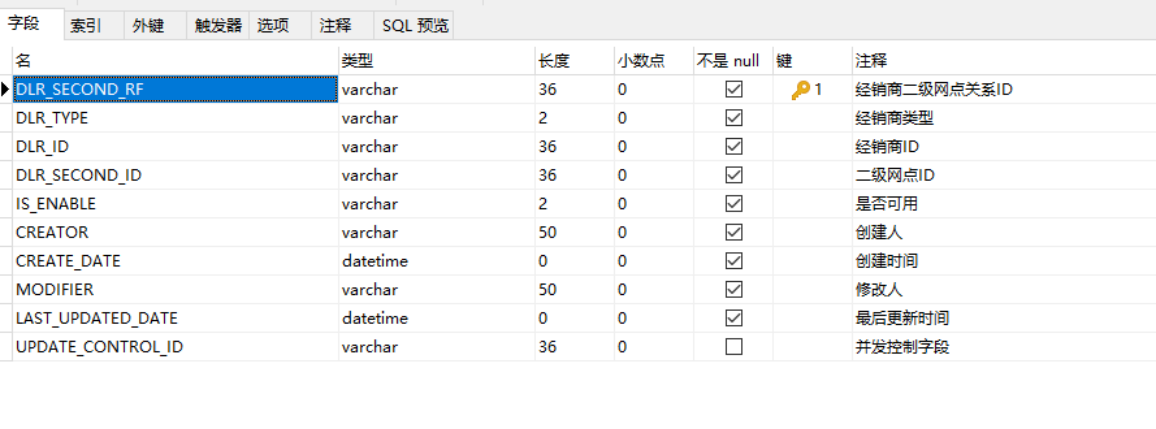 字段 索引 外键 触发器 选项 注释 SQL 预览
名 类型 长度 小数点 不是 null 键 注释
DLR_SECOND_RF varchar 36 0 1 经销商二级网点关系ID
DLR_TYPE varchar 2 0 经销商类型
DLR_ID varchar 36 0 经销商ID
DLR_SECOND_ID varchar 36 0 二级网点ID
IS_ENABLE varchar 2 0 是否可用
CREATOR varchar 50 0 创建人
CREATE_DATE datetime 0 0 创建时间
MODIFIER varchar 50 0 修改人
LAST_UPDATED_DATE datetime 0 0 最后更新时间
UPDATE_CONTROL_ID varchar 36 0 并发控制字段